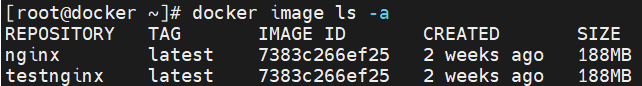 [root@docker ~]# docker image ls -a
REPOSITORY TAG IMAGE ID CREATED SIZE
nginx latest 7383c266ef25 2 weeks ago 188MB
testnginx latest 7383c266ef25 2 weeks ago 188MB